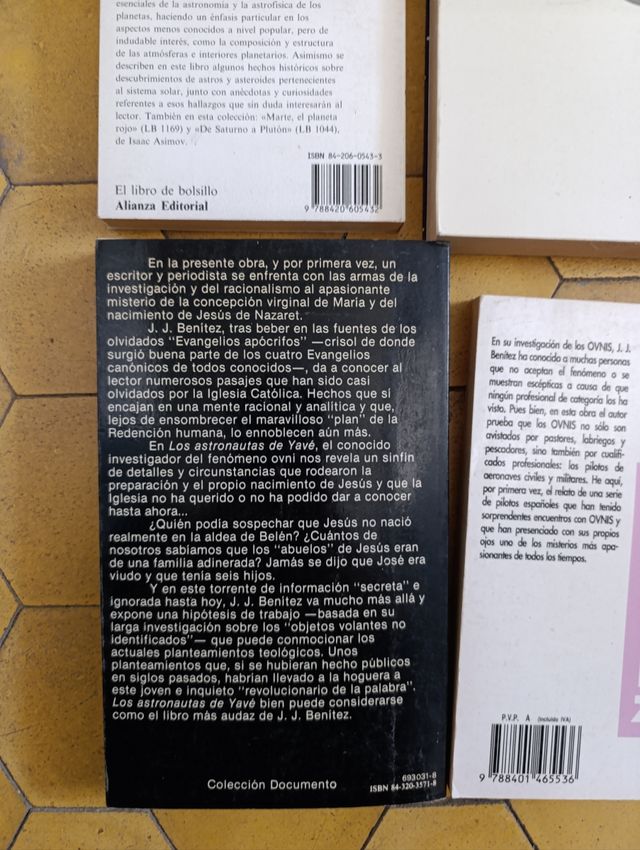 esenciales de la astronomía y la astrofísica de los
planetas, haciendo un énfasis particular en los
aspectos menos conocidos a nivel popular, pero de
indudable interés, como la composición y estructura
de las atmósferas e interiores planetarios. Asimismo se
describen en este libro algunos hechos históricos sobre
descubrimientos de astros y asteroides pertenecientes
al sistema solar, junto con anécdotas y curiosidades
referentes a esos hallazgos que sin duda interesarán al
lector. También en esta colección: «Marte, el planeta
rojo» (LB 1169) y «De Saturno a Plutón» (LB 1044),
de Isaac Asimov.
ISBN 84-206-0543-3
El libro de bolsillo
Alianza Editorial
9 788420 605432
En la presente obra, y por primera vez, un
escritor y periodista se enfrenta con las armas de la
investigación y del racionalismo al apasionante
misterio de la concepción virginal de María y del
nacimiento de Jesús de Nazaret.
J. J. Benítez, tras beber en las fuentes de los
olvidados "Evangelios apócrifos" —crisol de donde
surgió buena parte de los cuatro Evangelios
canónicos de todos conocidos—, da a conocer al
lector numerosos pasajes que han sido casi
olvidados por la Iglesia Católica. Hechos que si
encajan en una mente racional y analítica y que,
lejos de ensombrecer el maravilloso "plan" de la
Redención humana, lo ennoblecen aún más.
En Los astronautas de Yavé, el conocido
investigador del fenómeno ovni nos revela un sinfín
de detalles y circunstancias que rodearon la
preparación y el propio nacimiento de Jesús y que la
Iglesia no ha querido o no ha podido dar a conocer
hasta ahora...
¿Quién podía sospechar que Jesús no nació
realmente en la aldea de Belén? ¿Cuántos de
nosotros sabíamos que los "abuelos" de Jesús eran
de una familia adinerada? Jamás se dijo que José era
viudo y que tenía seis hijos.
Y en este torrente de información "secreta" e
ignorada hasta hoy, J. J. Benítez va mucho más allá y
expone una hipótesis de trabajo —basada en su
larga investigación sobre los "objetos volantes no
identificados"— que puede conmocionar los
actuales planteamientos teológicos. Unos
planteamientos que, si se hubieran hecho públicos
en siglos pasados, habrían llevado a la hoguera a
este joven e inquieto "revolucionario de la palabra".
Los astronautas de Yavé bien puede considerarse
como el libro más audaz de J. J. Benítez.
693031-8
Colección Documento
ISBN 84-320-3571-8
En su investigación de los OVNIS, J. J.
Benítez ha conocido a muchas personas
que no aceptan el fenómeno o se
muestran escépticas a causa de que
ningún profesional de categoría los ha
visto. Pues bien, en esta obra el autor
prueba que los OVNIS no sólo son
avistados por pastores, labriegos y
pescadores, sino también por cualifi-
cados profesionales: los pilotos de
aeronaves civiles y militares. He aquí,
por primera vez, el relato de una serie
de pilotos españoles que han tenido
sorprendentes encuentros con OVNIS y
que han presenciado con sus propios
ojos uno de los misterios más apa-
sionantes de todos los tiempos.
P.V.P. A (Incluido IVA)
9 788401 465536